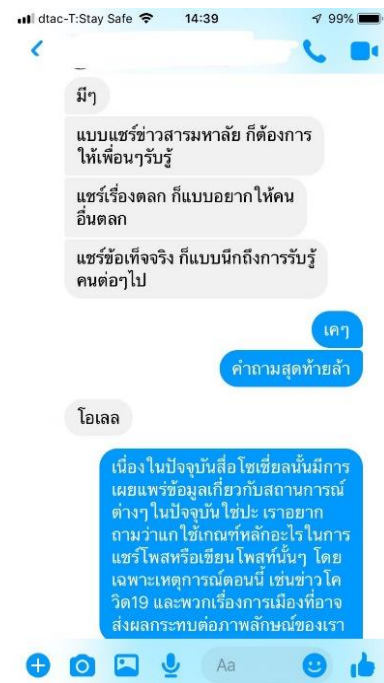 dtac-T:Stay Safe 14:39 99%
มีๆ
แบบแชร์ข่าวสารมหาลัย ก็ต้องการ
ให้เพื่อนๆรับรู้
แชร์เรื่องตลก ก็แบบอยากให้คน
อื่นตลก
แชร์ข้อเท็จจริง ก็แบบนึกถึงการรับรู้
คนต่อๆไป
เคๆ
คำถามสุดท้ายล้า
โอเลล
เนื่องในปัจจุบันสื่อโซเชี่ยลนั้นมีการ
เผยแพร่ข้อมูลเกี่ยวกับสถานการณ์
ต่างๆในปัจจุบันใช่ปะ เราอยาก
ถามว่าแกใช้เกณฑ์หลักอะไรในการ
แชร์โพสหรือเขียนโพสท์นั้นๆ โดย
เฉพาะเหตุการณ์ตอนนี้ เช่นข่าวโค
วิด19 และพวกเรื่องการเมืองที่อาจ
ส่งผลกระทบต่อภาพลักษณ์ของเรา
Aa